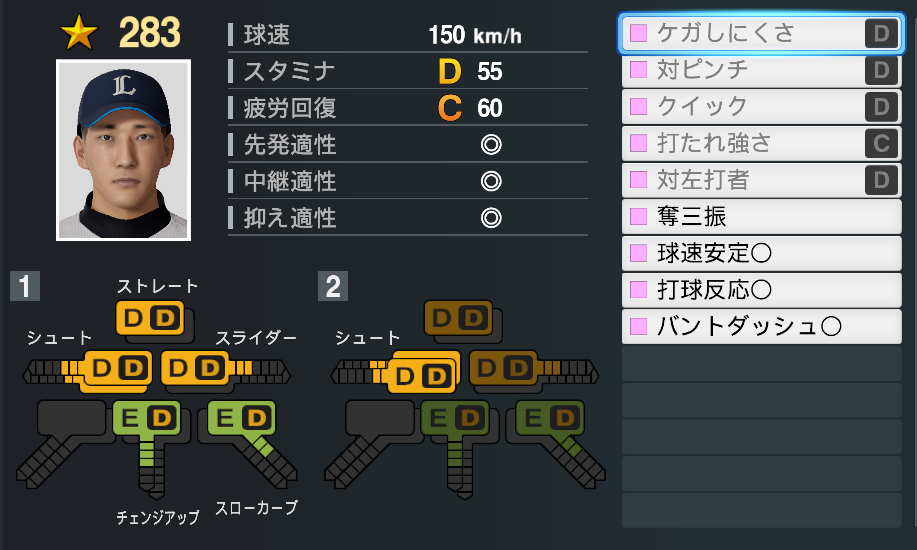 283
球速 150 km/h
スタミナ D 55
疲労回復 C 60
先発適性 ◎
中継適性 ◎
抑え適性 ◎
L
ケガしにくさ D
対ピンチ D
クイック D
打たれ強さ C
対左打者 D
奪三振
球速安定〇
打球反応〇
バントダッシュ〇
1
ストレート
D D
シュート
スライダー
D D D D
E D E D
チェンジアップ
スローカーブ
2
D D
シュート
D D D D
E D E D